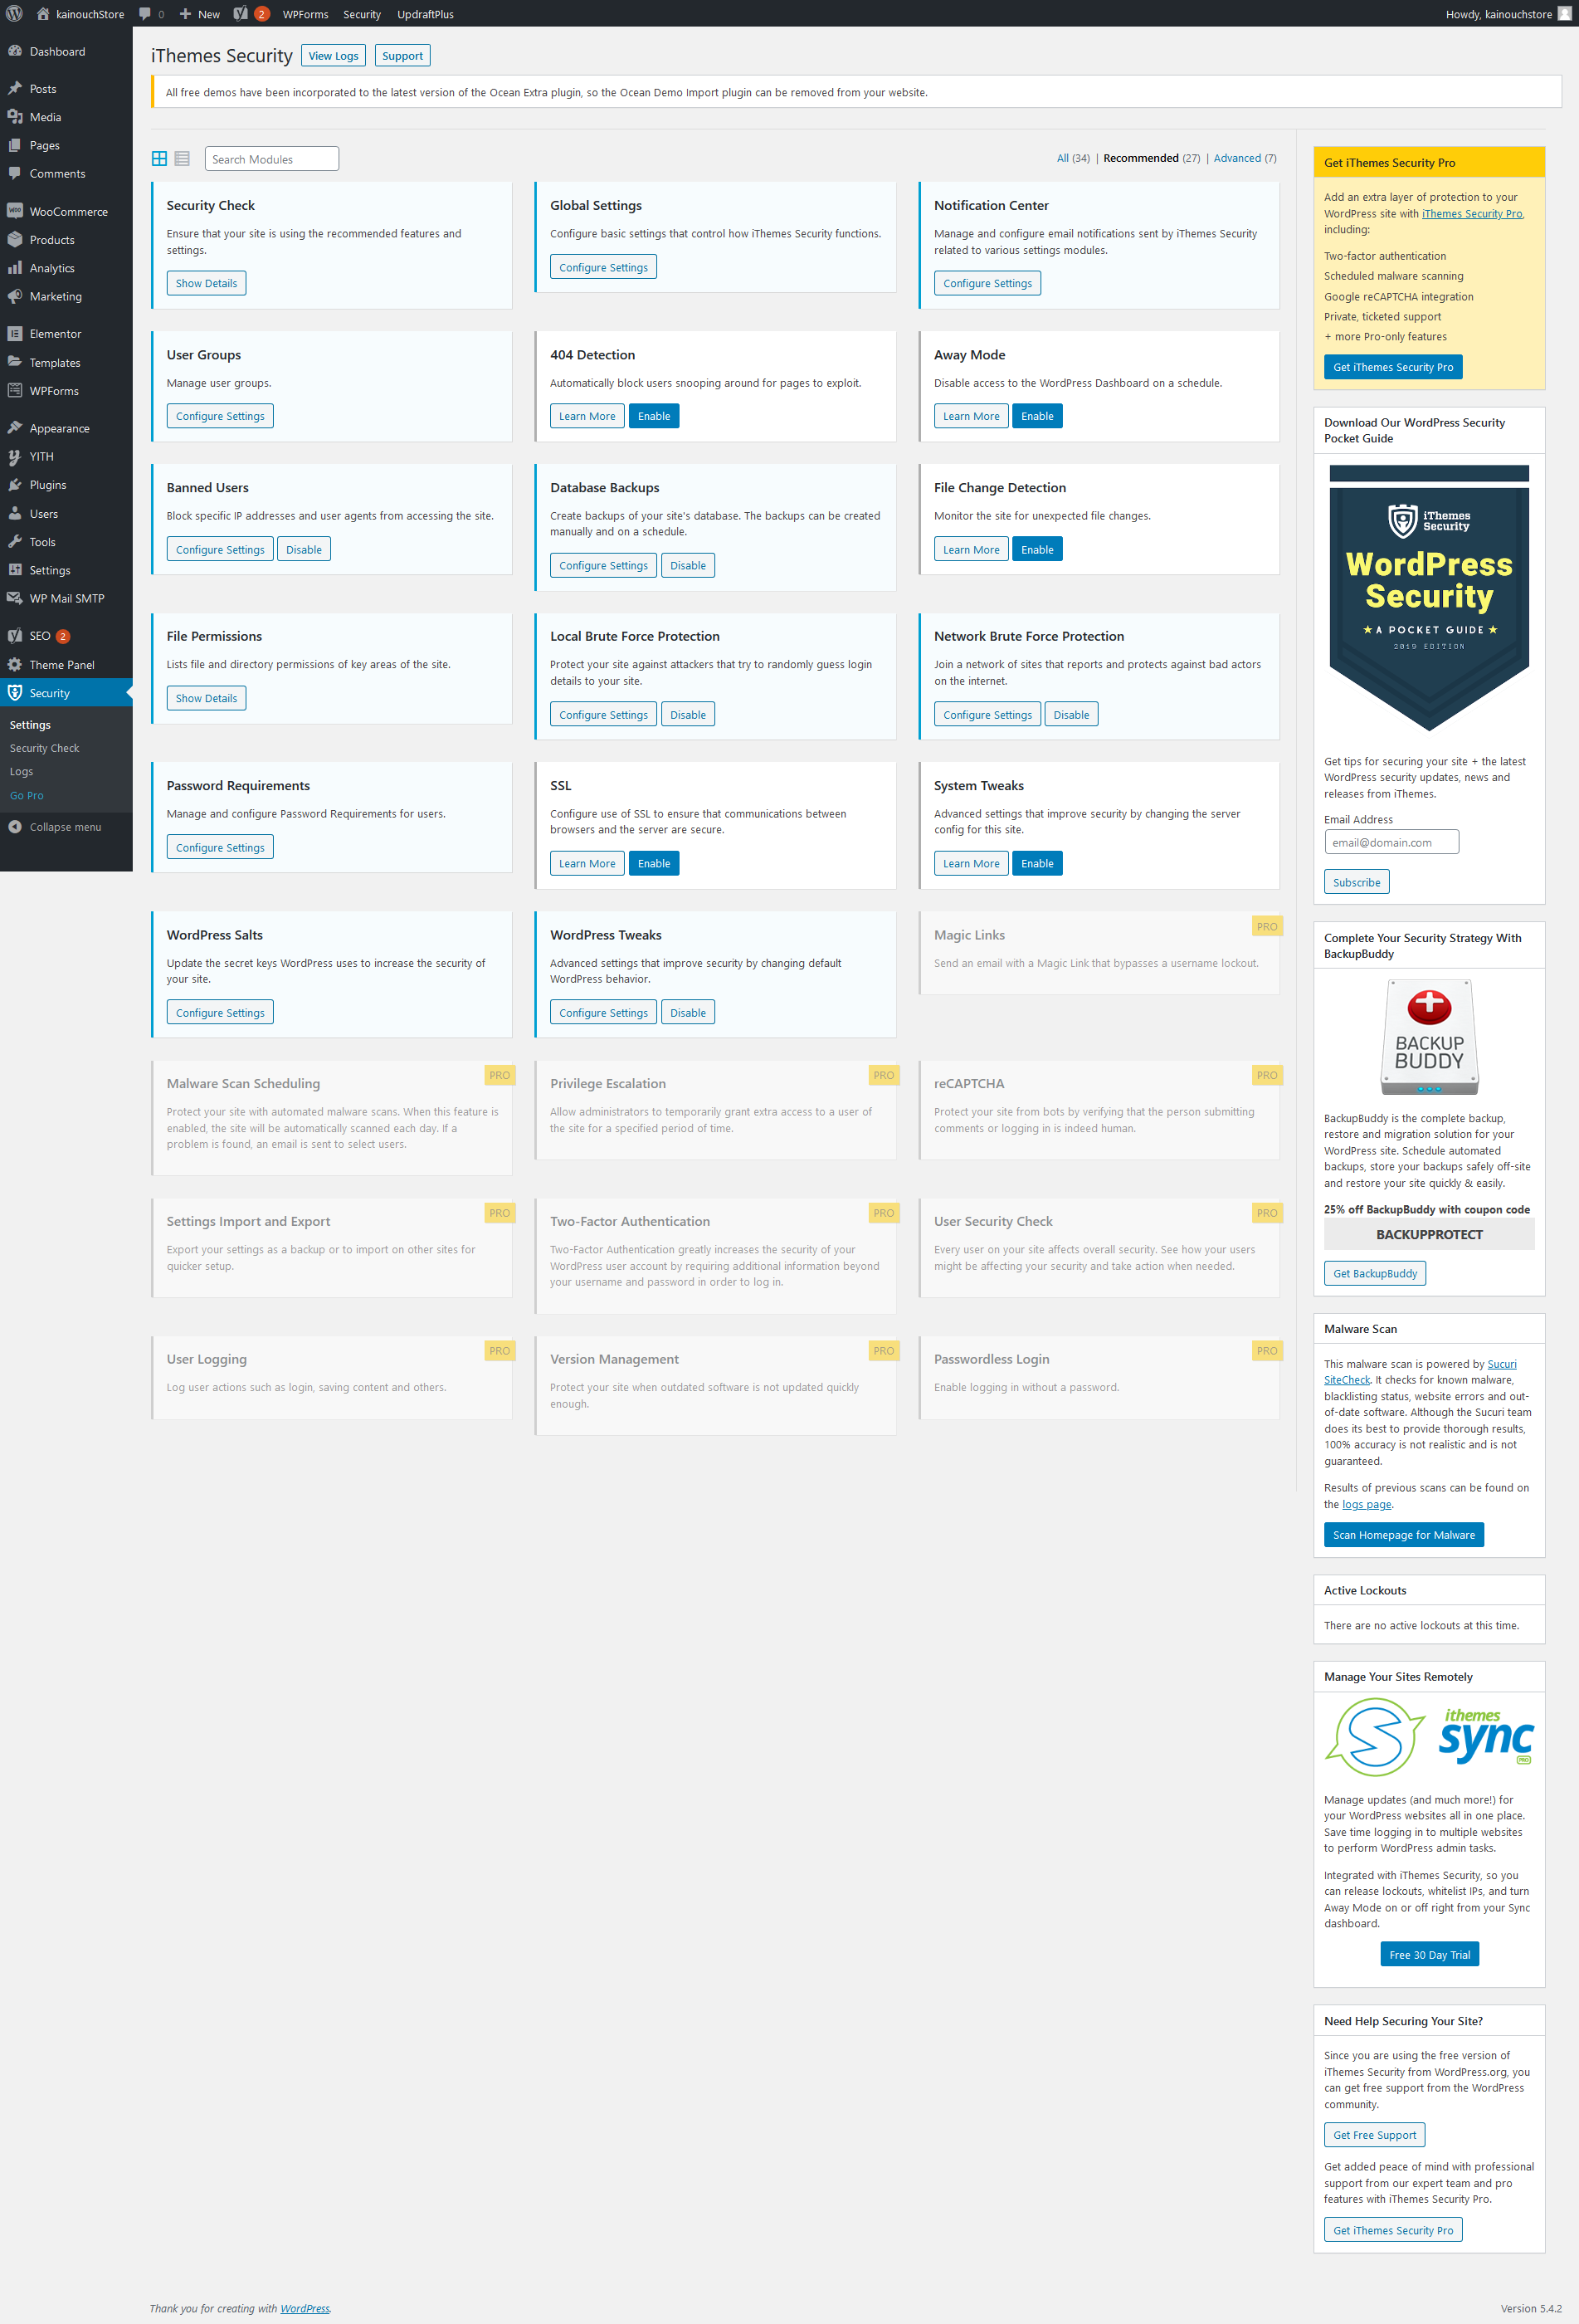 kainouchStore 0 New 2 WPForms Security UpdraftPlus Howdy, kainouchstore
Dashboard
Posts
Media
Pages
Comments
WooCommerce
Products
Analytics
Marketing
Elementor
Templates
WPForms
Appearance
YITH
Plugins
Users
Tools
Settings
WP Mail SMTP
SEO 2
Theme Panel
Security
Settings
Security Check
Logs
Go Pro
Collapse menu
iThemes Security View Logs Support
All free demos have been incorporated to the latest version of the Ocean Extra plugin, so the Ocean Demo Import plugin can be removed from your website.
Search Modules
All (34) | Recommended (27) | Advanced (7)
Security Check
Ensure that your site is using the recommended features and
settings.
Show Details
Global Settings
Configure basic settings that control how iThemes Security functions.
Configure Settings
Notification Center
Manage and configure email notifications sent by iThemes Security
related to various settings modules.
Configure Settings
User Groups
Manage user groups.
Configure Settings
404 Detection
Automatically block users snooping around for pages to exploit.
Learn More Enable
Away Mode
Disable access to the WordPress Dashboard on a schedule.
Learn More Enable
Banned Users
Block specific IP addresses and user agents from accessing the site.
Configure Settings Disable
Database Backups
Create backups of your site's database. The backups can be created
manually and on a schedule.
Configure Settings Disable
File Change Detection
Monitor the site for unexpected file changes.
Learn More Enable
File Permissions
Lists file and directory permissions of key areas of the site.
Show Details
Local Brute Force Protection
Protect your site against attackers that try to randomly guess login
details to your site.
Configure Settings Disable
Network Brute Force Protection
Join a network of sites that reports and protects against bad actors
on the internet.
Configure Settings Disable
Password Requirements
Manage and configure Password Requirements for users.
Configure Settings
SSL
Configure use of SSL to ensure that communications between
browsers and the server are secure.
Learn More Enable
System Tweaks
Advanced settings that improve security by changing the server
config for this site.
Learn More Enable
WordPress Salts
Update the secret keys WordPress uses to increase the security of
your site.
Configure Settings
WordPress Tweaks
Advanced settings that improve security by changing default
WordPress behavior.
Configure Settings Disable
PRO
Magic Links
Send an email with a Magic Link that bypasses a username lockout.
PRO
Malware Scan Scheduling
Protect your site with automated malware scans. When this feature is
enabled, the site will be automatically scanned each day. If a
problem is found, an email is sent to select users.
PRO
Privilege Escalation
Allow administrators to temporarily grant extra access to a user of
the site for a specified period of time.
PRO
reCAPTCHA
Protect your site from bots by verifying that the person submitting
comments or logging in is indeed human.
PRO
Settings Import and Export
Export your settings as a backup or to import on other sites for
quicker setup.
PRO
Two-Factor Authentication
Two-Factor Authentication greatly increases the security of your
WordPress user account by requiring additional information beyond
your username and password in order to log in.
PRO
User Security Check
Every user on your site affects overall security. See how your users
might be affecting your security and take action when needed.
PRO
User Logging
Log user actions such as login, saving content and others.
PRO
Version Management
Protect your site when outdated software is not updated quickly
enough.
PRO
Passwordless Login
Enable logging in without a password.
Get iThemes Security Pro
Add an extra layer of protection to your
WordPress site with iThemes Security Pro,
including:
Two-factor authentication
Scheduled malware scanning
Google reCAPTCHA integration
Private, ticketed support
+ more Pro-only features
Get iThemes Security Pro
Download Our WordPress Security
Pocket Guide
iThemes
Security
WordPress
Security
★ A POCKET GUIDE ★
2019 EDITION
Get tips for securing your site + the latest
WordPress security updates, news and
releases from iThemes.
Email Address
email@domain.com
Subscribe
Complete Your Security Strategy With
BackupBuddy
BACKUP
BUDDY
BackupBuddy is the complete backup,
restore and migration solution for your
WordPress site. Schedule automated
backups, store your backups safely off-site
and restore your site quickly & easily.
25% off BackupBuddy with coupon code
BACKUPPROTECT
Get BackupBuddy
Malware Scan
This malware scan is powered by Sucuri
SiteCheck. It checks for known malware,
blacklisting status, website errors and out-
of-date software. Although the Sucuri team
does its best to provide thorough results,
100% accuracy is not realistic and is not
guaranteed.
Results of previous scans can be found on
the logs page.
Scan Homepage for Malware
Active Lockouts
There are no active lockouts at this time.
Manage Your Sites Remotely
ithemes
sync
PRO
Manage updates (and much more!) for
your WordPress websites all in one place.
Save time logging in to multiple websites
to perform WordPress admin tasks.
Integrated with iThemes Security, so you
can release lockouts, whitelist IPs, and turn
Away Mode on or off right from your Sync
dashboard.
Free 30 Day Trial
Need Help Securing Your Site?
Since you are using the free version of
iThemes Security from WordPress.org, you
can get free support from the WordPress
community.
Get Free Support
Get added peace of mind with professional
support from our expert team and pro
features with iThemes Security Pro.
Get iThemes Security Pro
Thank you for creating with WordPress.
Version 5.4.2